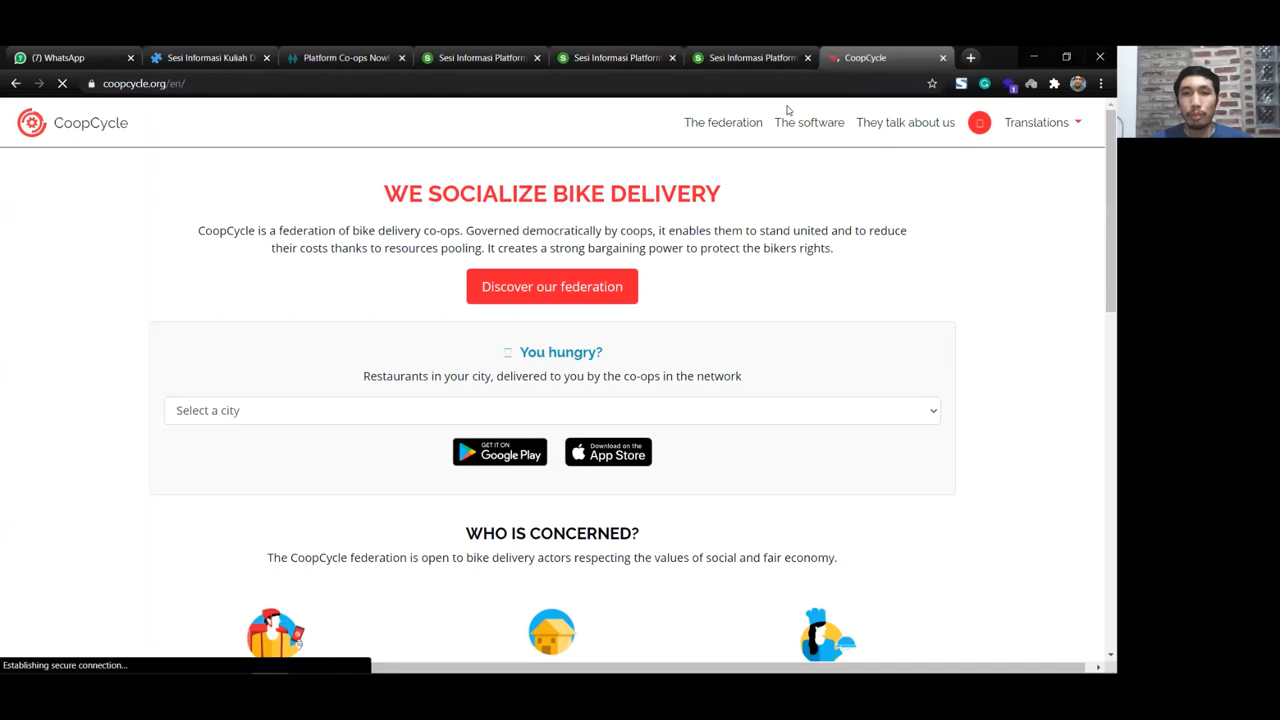 (7) WhatsApp
Sesi Informasi Kuliah D
Platform Co-ops Now!
Sesi Informasi Platform
Sesi Informasi Platform
Sesi Informasi Platform
CoopCycle
coopcycle.org/en/
1
CoopCycle
The federation
The software
They talk about us
Translations
WE SOCIALIZE BIKE DELIVERY
CoopCycle is a federation of bike delivery co-ops. Governed democratically by coops, it enables them to stand united and to reduce
their costs thanks to resources pooling. It creates a strong bargaining power to protect the bikers rights.
Discover our federation
You hungry?
Restaurants in your city, delivered to you by the co-ops in the network
Select a city
GET IT ON
Google Play
Download on the
App Store
WHO IS CONCERNED?
The CoopCycle federation is open to bike delivery actors respecting the values of social and fair economy.
Establishing secure connection...